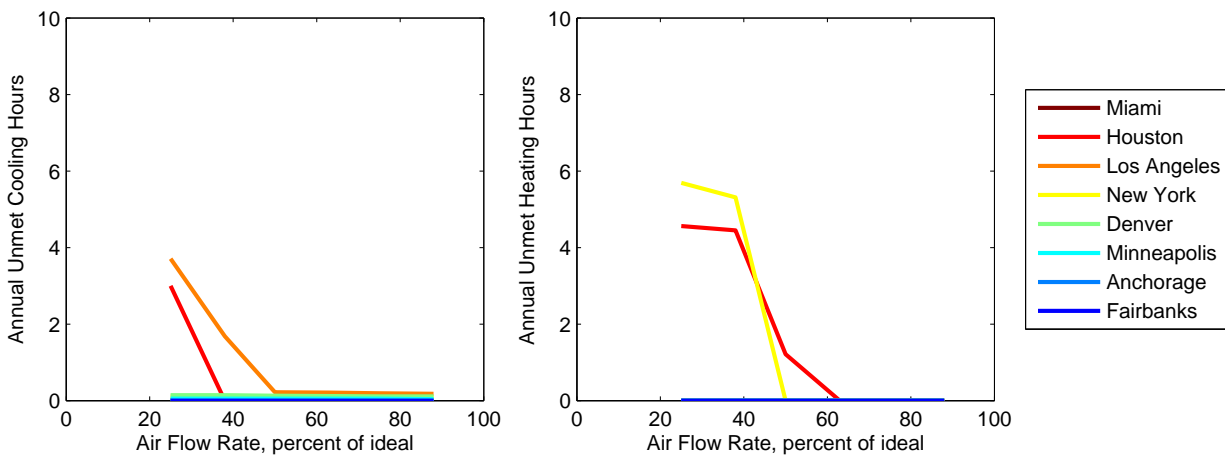 Annual Unmet Cooling Hours
10
8
6
4
2
0
0 20 40 60 80 100
Air Flow Rate, percent of ideal
Annual Unmet Heating Hours
10
8
6
4
2
0
0 20 40 60 80 100
Air Flow Rate, percent of ideal
Miami
Houston
Los Angeles
New York
Denver
Minneapolis
Anchorage
Fairbanks